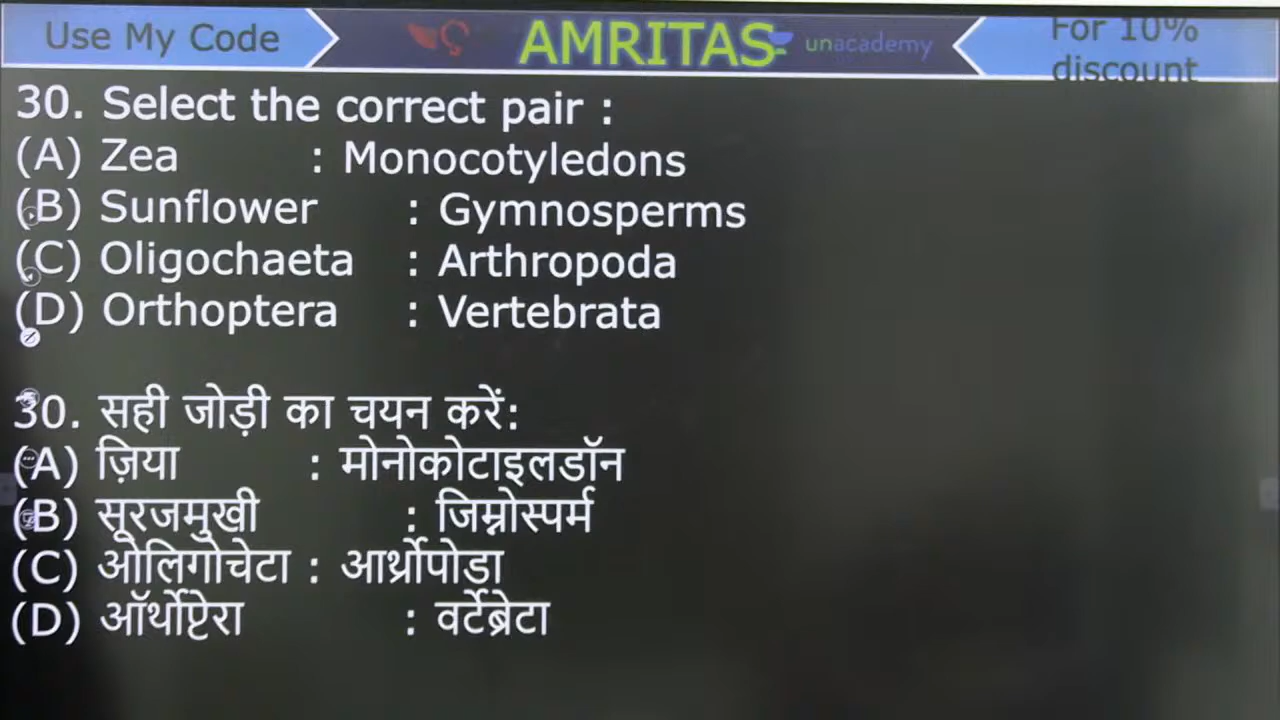 Use My Code
AMRITAS
unacademy
For 10%
discount
30. Select the correct pair :
(A) Zea : Monocotyledons
(B) Sunflower : Gymnosperms
(C) Oligochaeta : Arthropoda
(D) Orthoptera : Vertebrata
30. सही जोड़ी का चयन करें:
(A) ज़िया : मोनोकोटाइलडॉन
(B) सूरजमुखी : जिम्नोस्पर्म
(C) ओलिगोचेटा : आर्थ्रोपोडा
(D) ऑर्थोप्टेरा : वर्टेब्रेटा